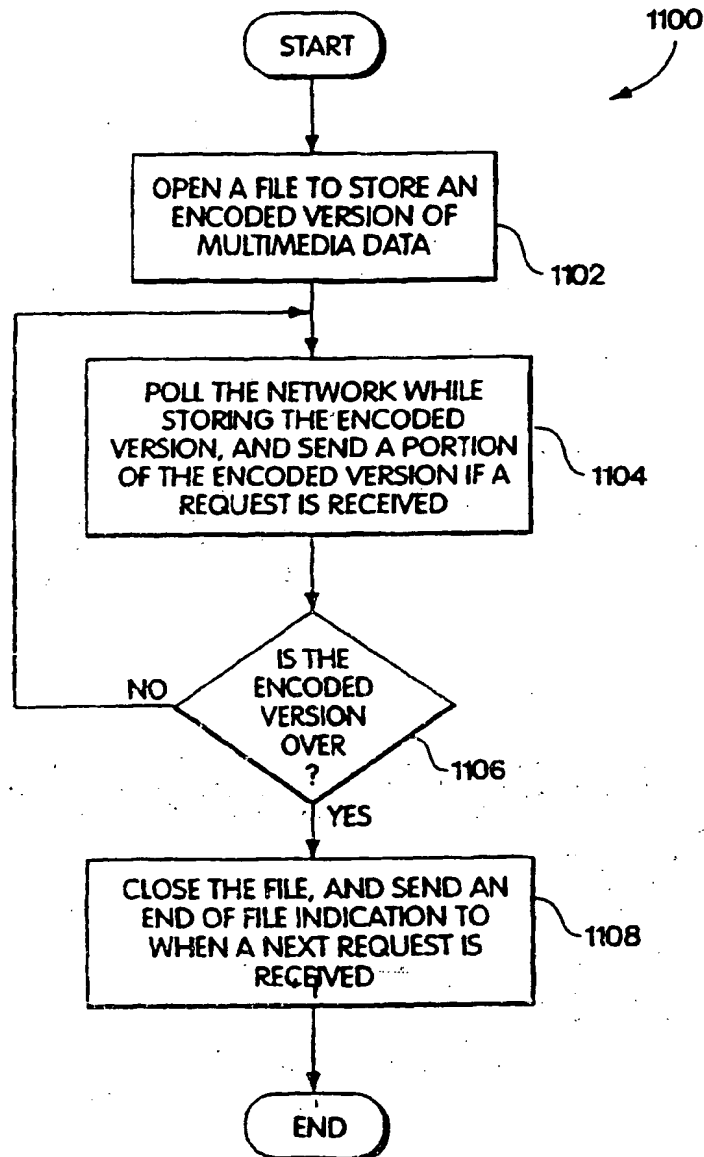 1100
START
OPEN A FILE TO STORE AN
ENCODED VERSION OF
MULTIMEDIA DATA
1102
POLL THE NETWORK WHILE
STORING THE ENCODED
VERSION, AND SEND A PORTION
OF THE ENCODED VERSION IF A
REQUEST IS RECEIVED
1104
IS THE
ENCODED
VERSION
OVER
?
NO
1106
YES
CLOSE THE FILE, AND SEND AN
END OF FILE INDICATION TO
WHEN A NEXT REQUEST IS
RECEIVED
1108
END